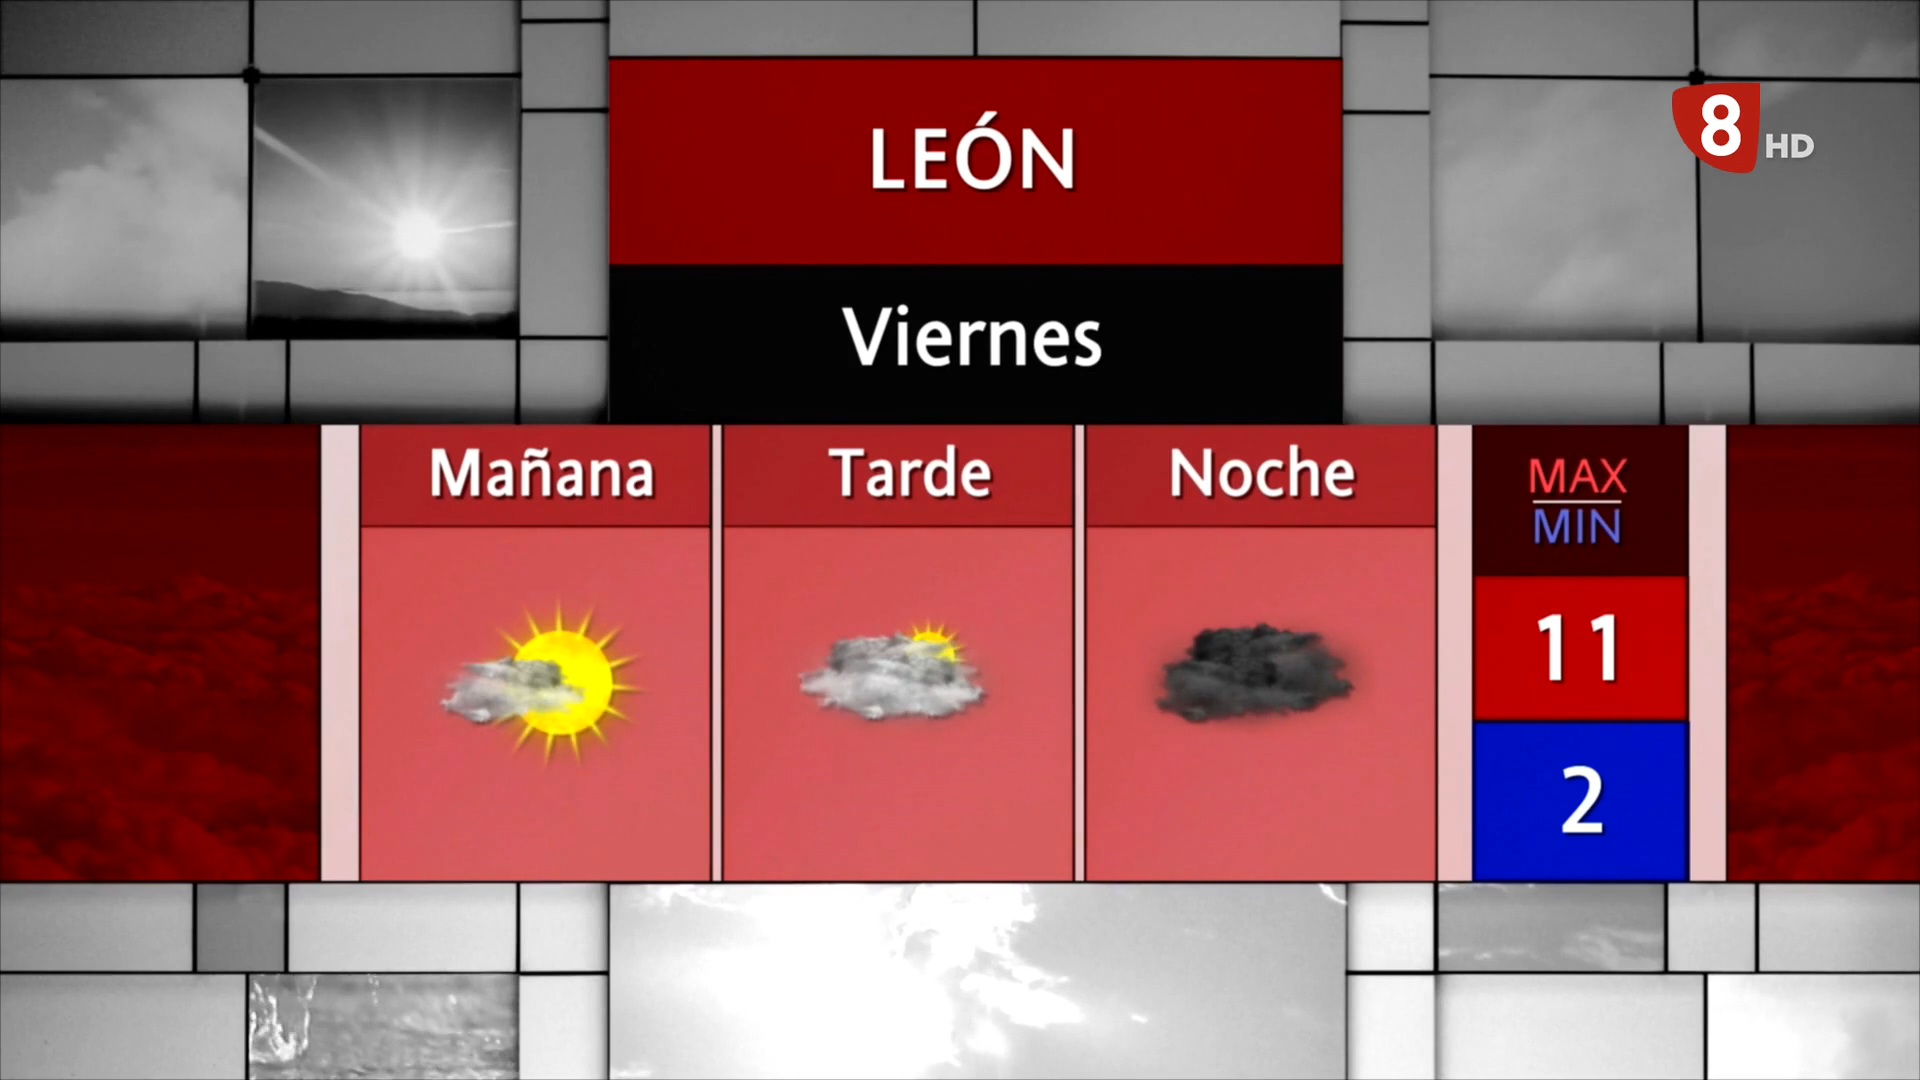 LEÓN
8 HD
Viernes
Mañana
Tarde
Noche
MAX
MIN
11
2